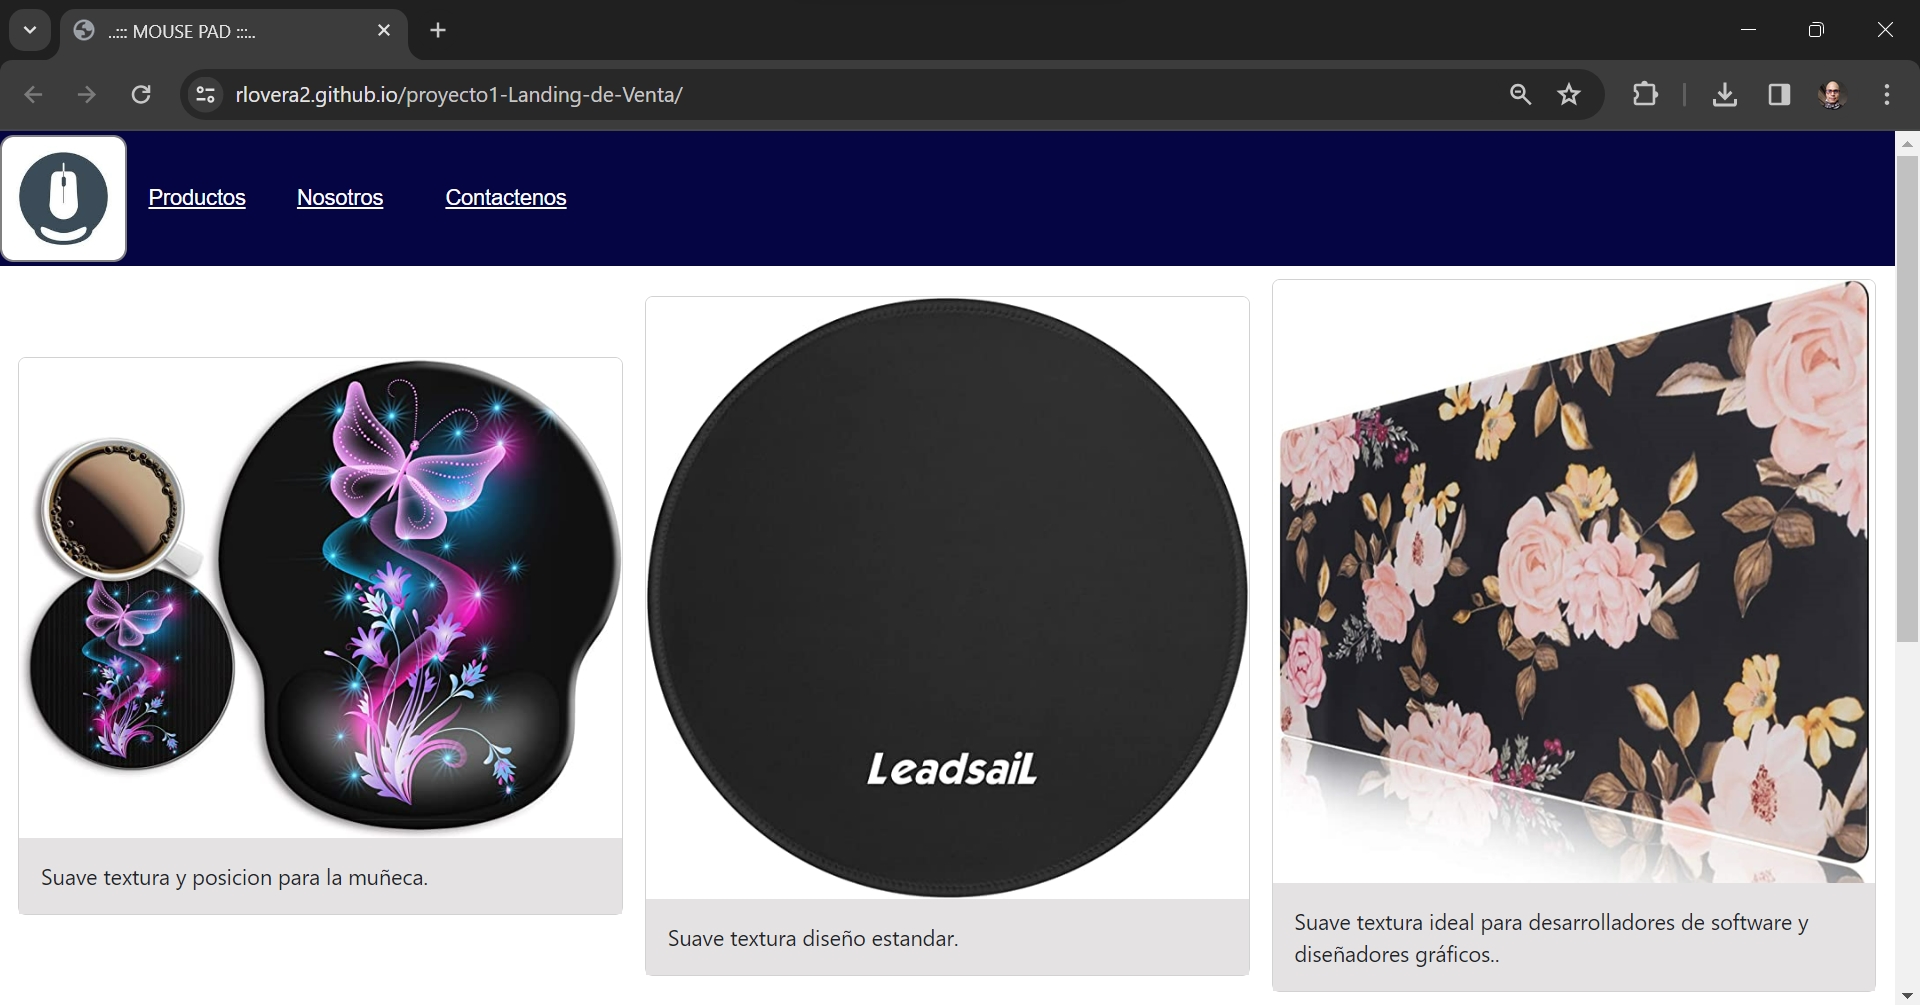 ..::: MOUSE PAD :::..
rlovera2.github.io/proyecto1-Landing-de-Venta/
Productos
Nosotros
Contactenos
Leadsail
Suave textura y posicion para la muñeca.
Suave textura diseño estandar.
Suave textura ideal para desarrolladores de software y
diseñadores gráficos..